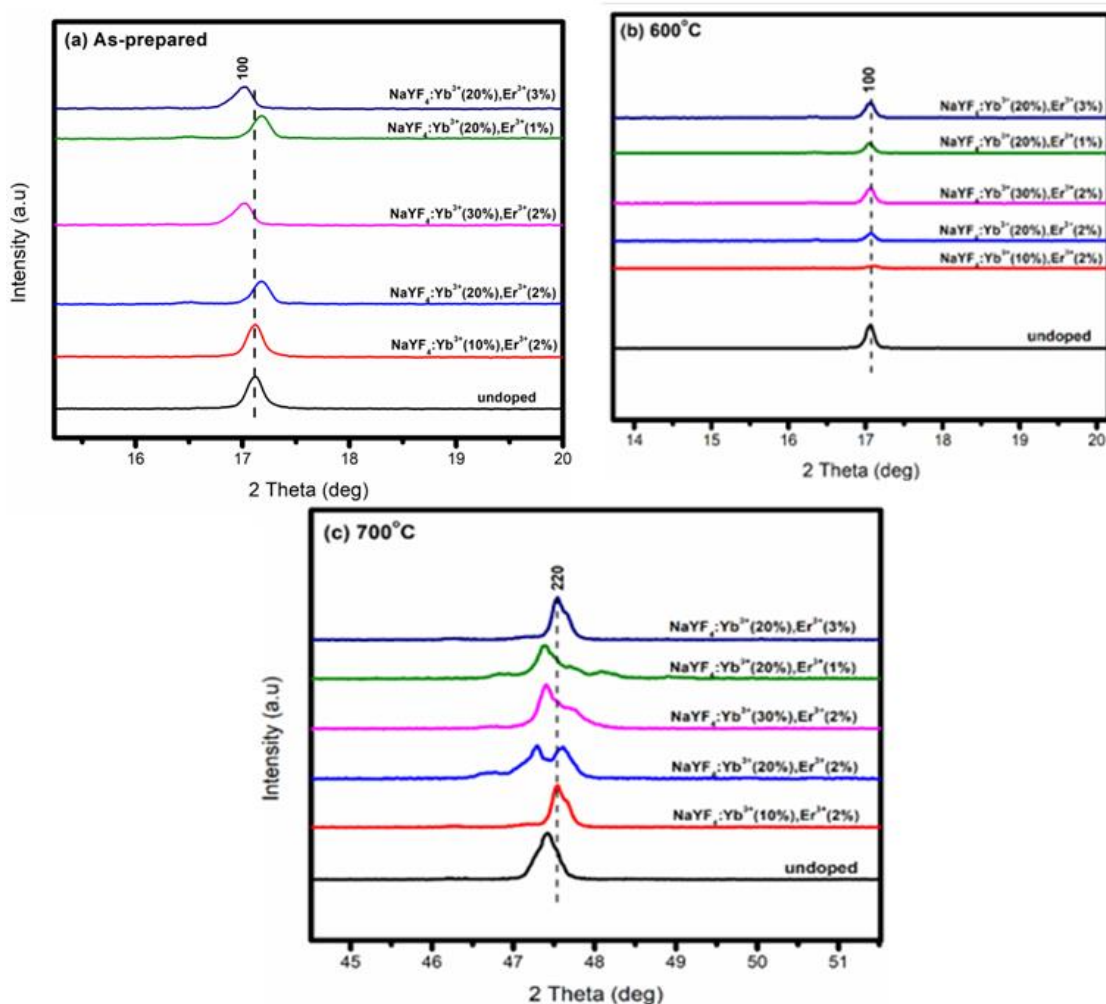 (a) As-prepared
100
NaYF₄:Yb³⁺(20%),Er³⁺(3%)
NaYF₄:Yb³⁺(20%),Er³⁺(1%)
NaYF₄:Yb³⁺(30%),Er³⁺(2%)
NaYF₄:Yb³⁺(20%),Er³⁺(2%)
NaYF₄:Yb³⁺(10%),Er³⁺(2%)
undoped
Intensity (a.u)
16 17 18 19 20
2 Theta (deg)
(b) 600°C
100
NaYF₄:Yb³⁺(20%),Er³⁺(3%)
NaYF₄:Yb³⁺(20%),Er³⁺(1%)
NaYF₄:Yb³⁺(30%),Er³⁺(2%)
NaYF₄:Yb³⁺(20%),Er³⁺(2%)
NaYF₄:Yb³⁺(10%),Er³⁺(2%)
undoped
14 15 16 17 18 19 20
2 Theta (deg)
(c) 700°C
220
NaYF₄:Yb³⁺(20%),Er³⁺(3%)
NaYF₄:Yb³⁺(20%),Er³⁺(1%)
NaYF₄:Yb³⁺(30%),Er³⁺(2%)
NaYF₄:Yb³⁺(20%),Er³⁺(2%)
NaYF₄:Yb³⁺(10%),Er³⁺(2%)
undoped
Intensity (a.u)
45 46 47 48 49 50 51
2 Theta (deg)